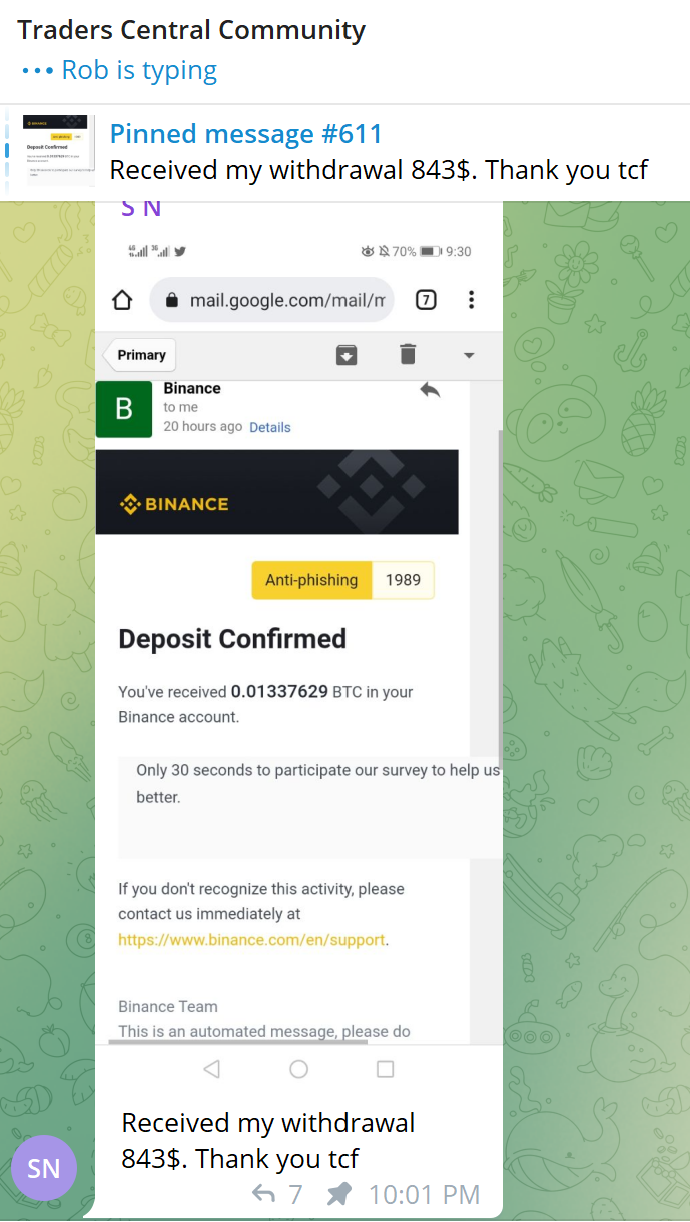 Traders Central Community
Rob is typing
Pinned message #611
Received my withdrawal 843$. Thank you tcf
S N
4G 3G 70% 9:30
mail.google.com/mail/m 7
Primary
B
Binance
to me
20 hours ago Details
BINANCE
Anti-phishing 1989
Deposit Confirmed
You've received 0.01337629 BTC in your
Binance account.
Only 30 seconds to participate our survey to help us
better.
If you don't recognize this activity, please
contact us immediately at
https://www.binance.com/en/support.
Binance Team
This is an automated message, please do
Received my withdrawal
843$. Thank you tcf
SN
7 10:01 PM